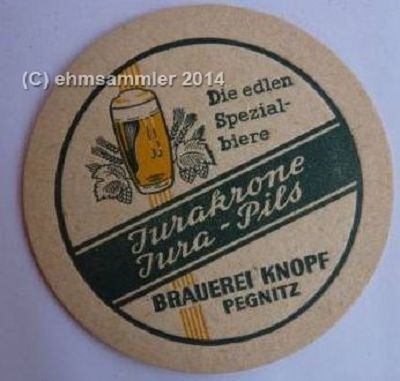 (C) ehmsammler 2014
Die edlen
Spezial-
biere
Jurakrone
Jura-Pils
BRAUEREI KNOPF
PEGNITZ